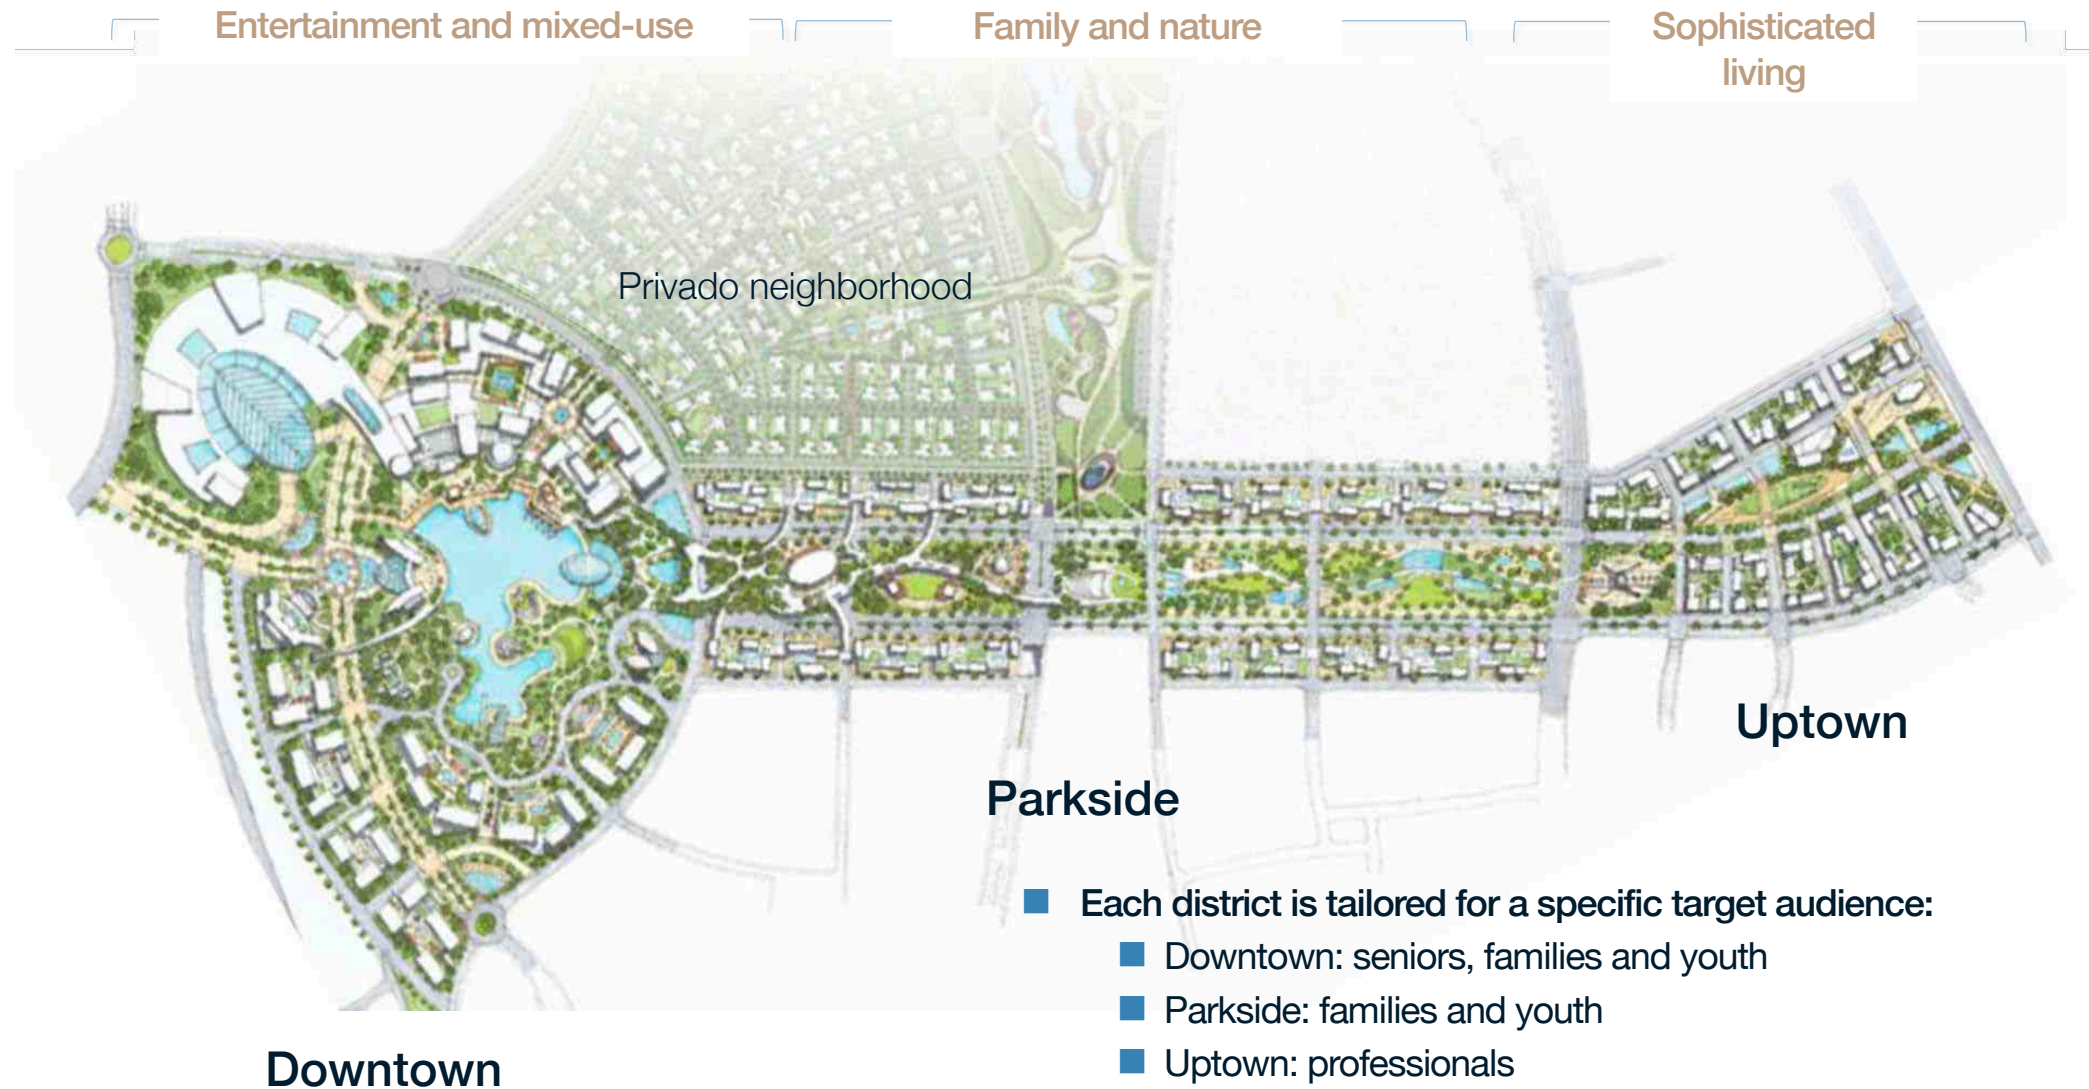 Entertainment and mixed-use
Family and nature
Sophisticated
living
Privado neighborhood
Uptown
Parkside
Each district is tailored for a specific target audience:
Downtown: seniors, families and youth
Parkside: families and youth
Uptown: professionals
Downtown